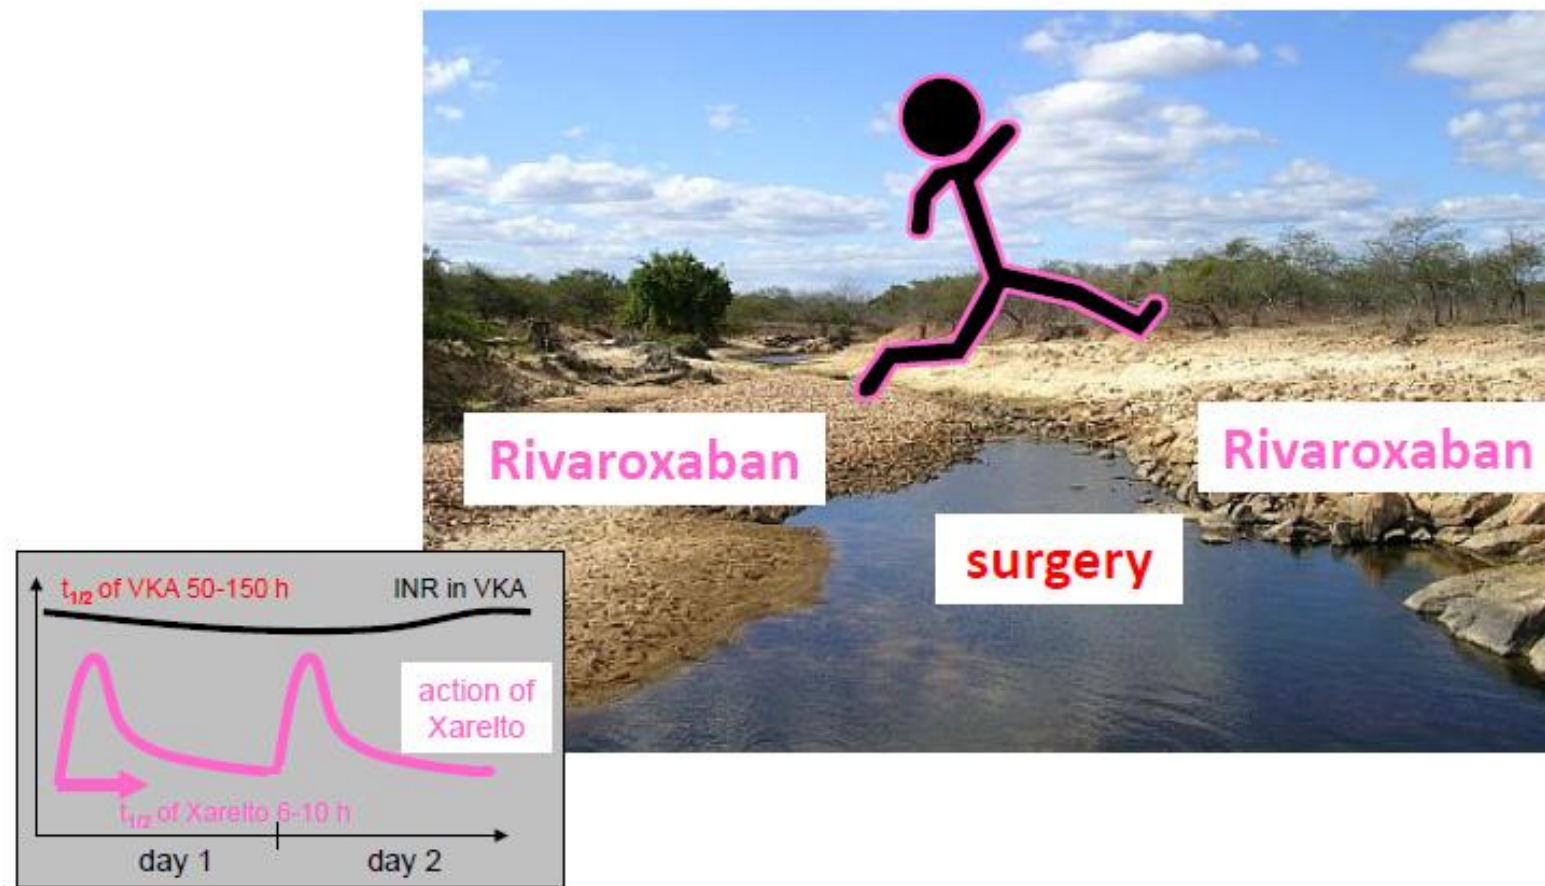 Rivaroxaban
Rivaroxaban
surgery
t1/2 of VKA 50-150 h
INR in VKA
action of
Xarelto
t1/2 of Xarelto 6-10 h
day 1
day 2